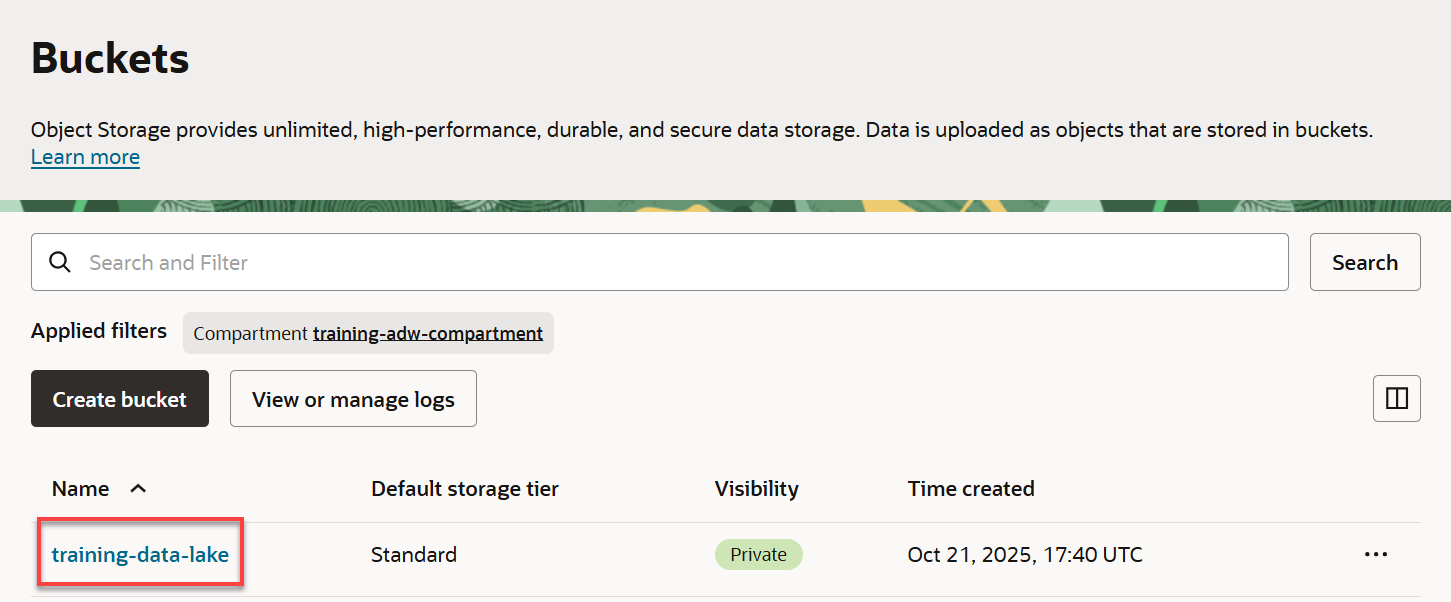 Buckets
Object Storage provides unlimited, high-performance, durable, and secure data storage. Data is uploaded as objects that are stored in buckets.
Learn more
Search and Filter
Search
Applied filters
Compartment training-adw-compartment
Create bucket
View or manage logs
Name
Default storage tier
Visibility
Time created
training-data-lake
Standard
Private
Oct 21, 2025, 17:40 UTC